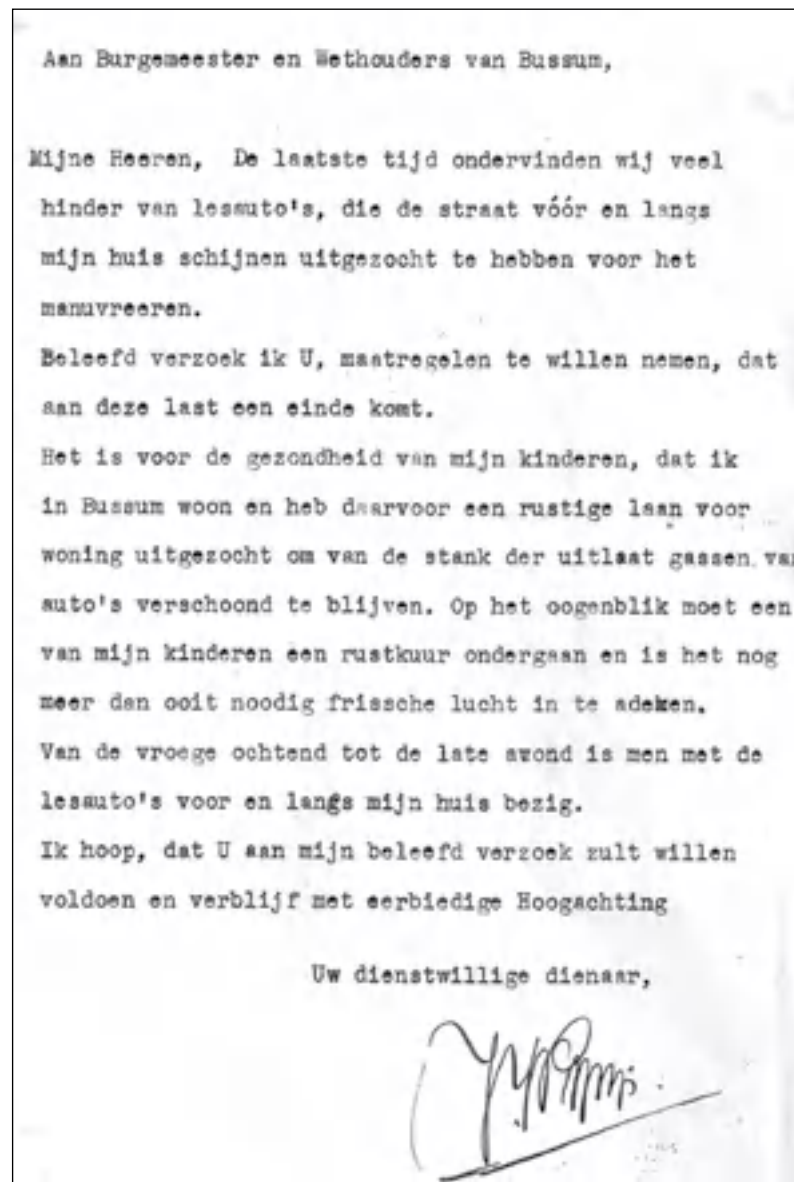 Aan Burgemeester en Wethouders van Bussum,
Mijne Heeren, De laatste tijd ondervinden wij veel
hinder van lesauto's, die de straat vóór en langs
mijn huis schijnen uitgezocht te hebben voor het
manuvreeren.
Beleefd verzoek ik U, maatregelen te willen nemen, dat
aan deze last een einde komt.
Het is voor de gezondheid van mijn kinderen, dat ik
in Bussum woon en heb daarvoor een rustige laan voor
woning uitgezocht om van de stank der uitlaat gassen van
auto's verschoond te blijven. Op het oogenblik moet een
van mijn kinderen een rustkuur ondergaan en is het nog
meer dan ooit noodig frissche lucht in te ademen.
Van de vroege ochtend tot de late avond is men met de
lesauto's voor en langs mijn huis bezig.
Ik hoop, dat U aan mijn beleefd verzoek zult willen
voldoen en verblijf met eerbiedige Hoogachting
Uw dienstwillige dienaar,